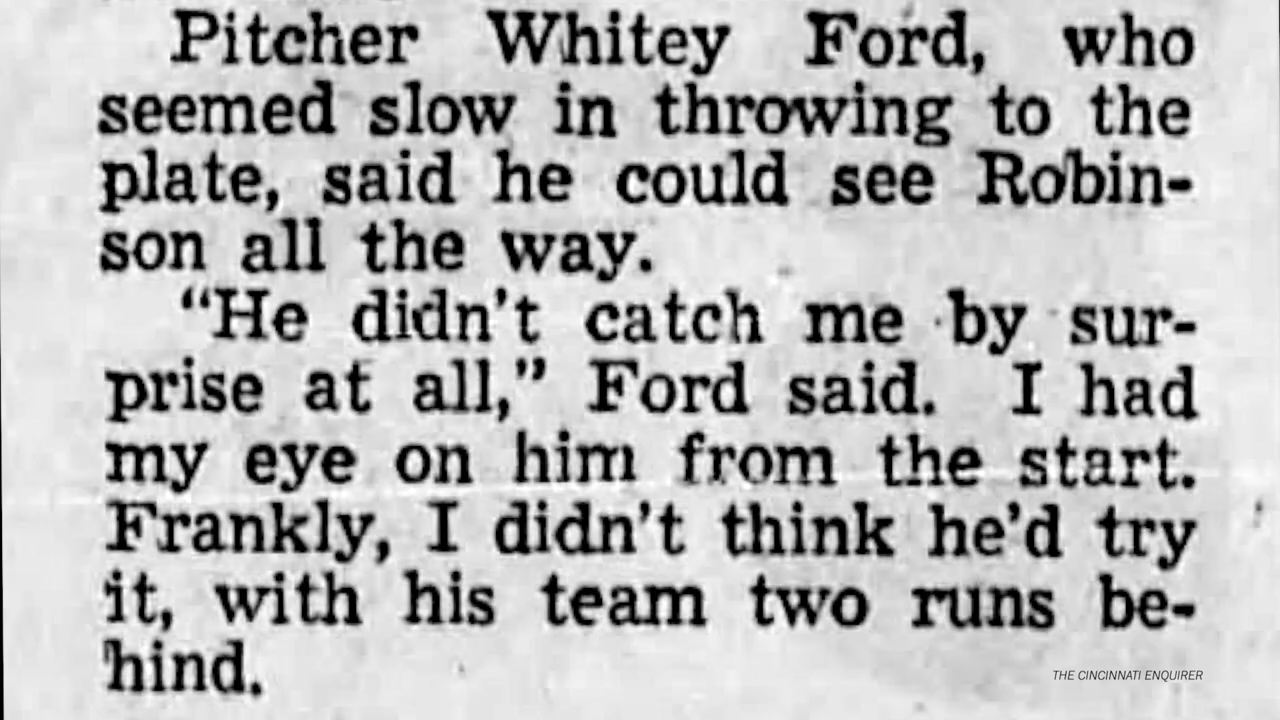 Pitcher Whitey Ford, who
seemed slow in throwing to the
plate, said he could see Robin-
son all the way.
“He didn't catch me by sur-
prise at all,” Ford said. I had
my eye on him from the start.
Frankly, I didn't think he'd try
it, with his team two runs be-
hind.
THE CINCINNATI ENQUIRER